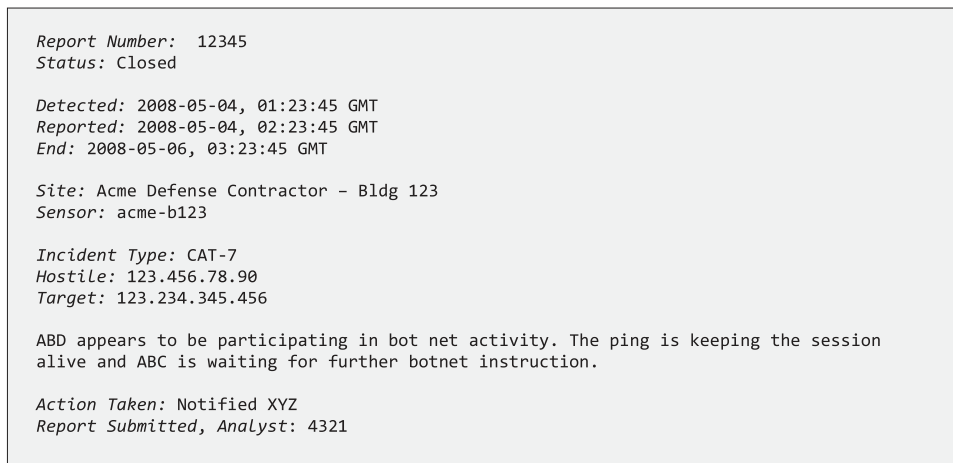 Report Number:  12345
Status: Closed
Detected: 2008-05-04, 01:23:45 GMT
Reported: 2008-05-04, 02:23:45 GMT
End: 2008-05-06, 03:23:45 GMT
Site: Acme Defense Contractor – Bldg 123
Sensor: acme-b123
Incident Type: CAT-7
Hostile: 123.456.78.90
Target: 123.234.345.456
ABD appears to be participating in bot net activity. The ping is keeping the session
alive and ABC is waiting for further botnet instruction.
Action Taken: Notified XYZ
Report Submitted, Analyst: 4321